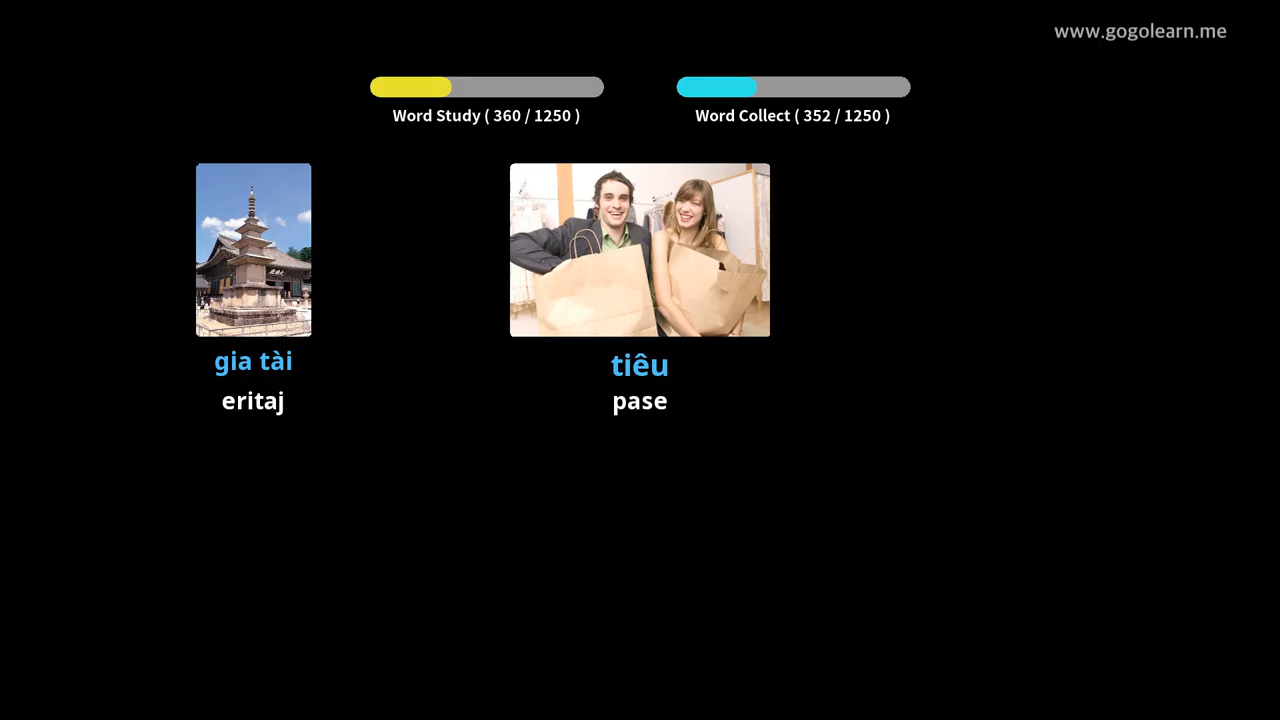 www.gogolearn.me
Word Study ( 360 / 1250 )
Word Collect ( 352 / 1250 )
gia tài
eritaj
tiêu
pase